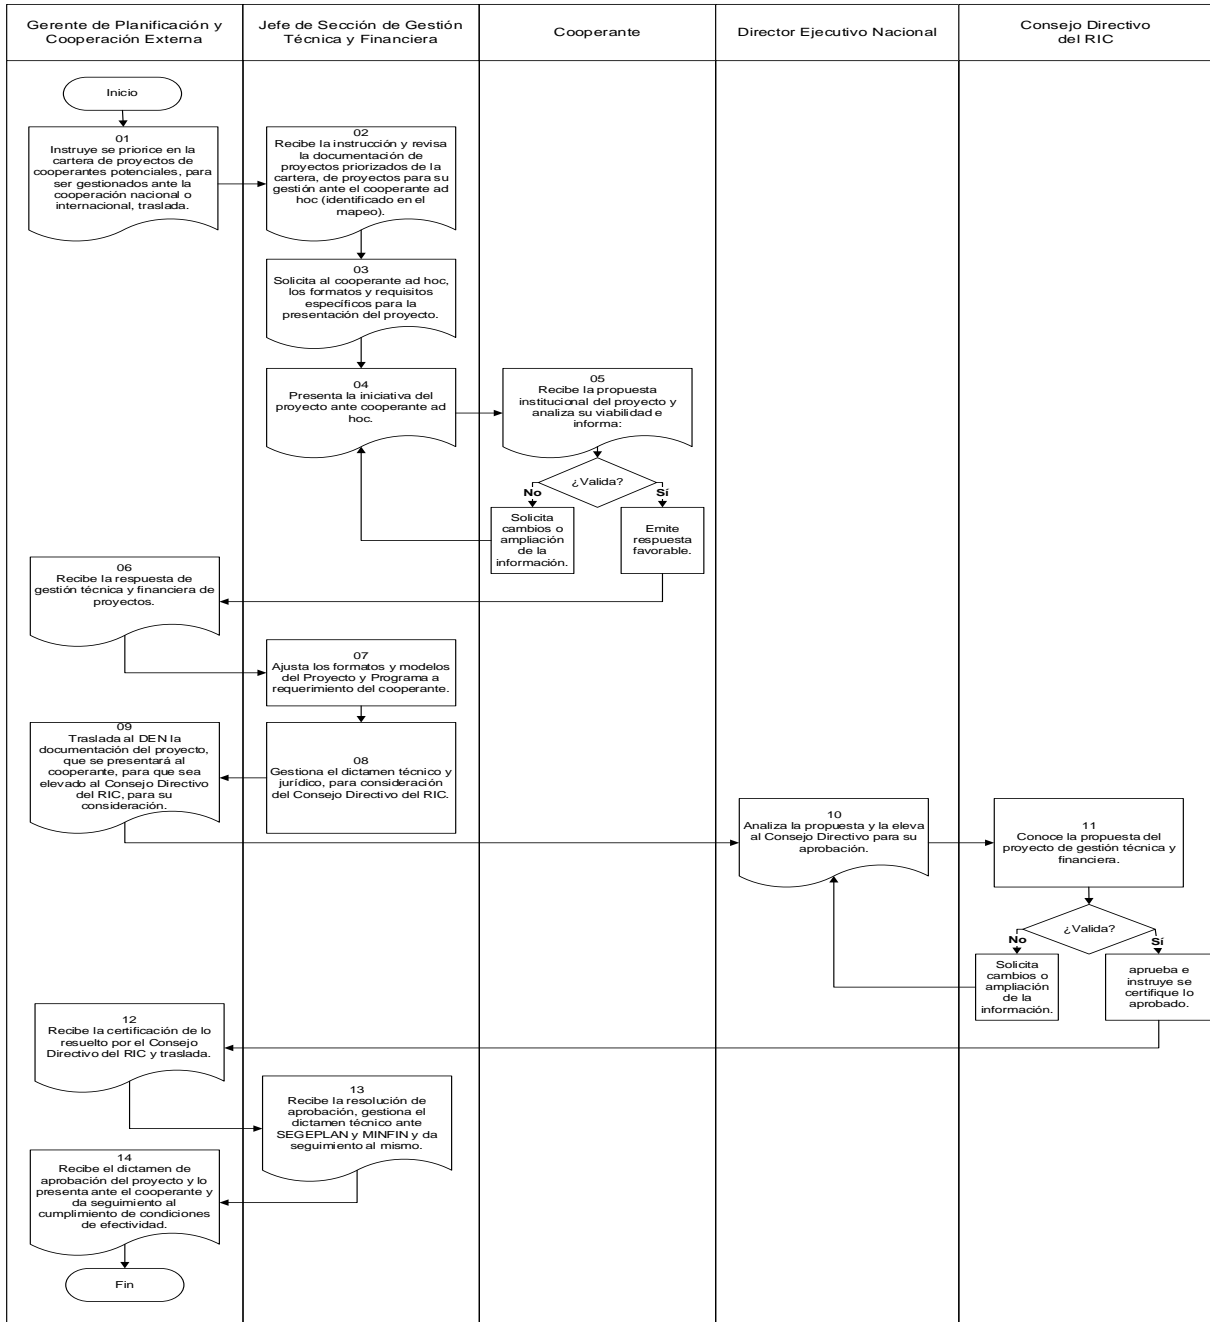 Gerente de Planificación y
Cooperación Externa
Jefe de Sección de Gestión
Técnica y Financiera
Cooperante
Director Ejecutivo Nacional
Consejo Directivo
del RIC
Inicio
01
Instruye se priorice en la
cartera de proyectos de
cooperantes potenciales, para
ser gestionados ante la
cooperación nacional o
internacional, traslada.
02
Recibe la instrucción y revisa
la documentación de
proyectos priorizados de la
cartera, de proyectos para su
gestión ante el cooperante ad
hoc (identificado en el
mapeo).
03
Solicita al cooperante ad hoc,
los formatos y requisitos
específicos para la
presentación del proyecto.
04
Presenta la iniciativa del
proyecto ante cooperante ad
hoc.
05
Recibe la propuesta
institucional del proyecto y
analiza su viabilidad e
informa:
¿Valida?
No
Sí
Solicita
cambios o
ampliación
de la
información.
Emite
respuesta
favorable.
06
Recibe la respuesta de
gestión técnica y financiera de
proyectos.
07
Ajusta los formatos y modelos
del Proyecto y Programa a
requerimiento del cooperante.
08
Gestiona el dictamen técnico y
jurídico, para consideración
del Consejo Directivo del RIC.
09
Traslada al DEN la
documentación del proyecto,
que se presentará al
cooperante, para que sea
elevado al Consejo Directivo
del RIC, para su
consideración.
10
Analiza la propuesta y la eleva
al Consejo Directivo para su
aprobación.
11
Conoce la propuesta del
proyecto de gestión técnica y
financiera.
¿Valida?
No
Sí
Solicita
cambios o
ampliación
de la
información.
aprueba e
instruye se
certifique lo
aprobado.
12
Recibe la certificación de lo
resuelto por el Consejo
Directivo del RIC y traslada.
13
Recibe la resolución de
aprobación, gestiona el
dictamen técnico ante
SEGEPLAN y MINFIN y da
seguimiento al mismo.
14
Recibe el dictamen de
aprobación del proyecto y lo
presenta ante el cooperante y
da seguimiento al
cumplimiento de condiciones
de efectividad.
Fin